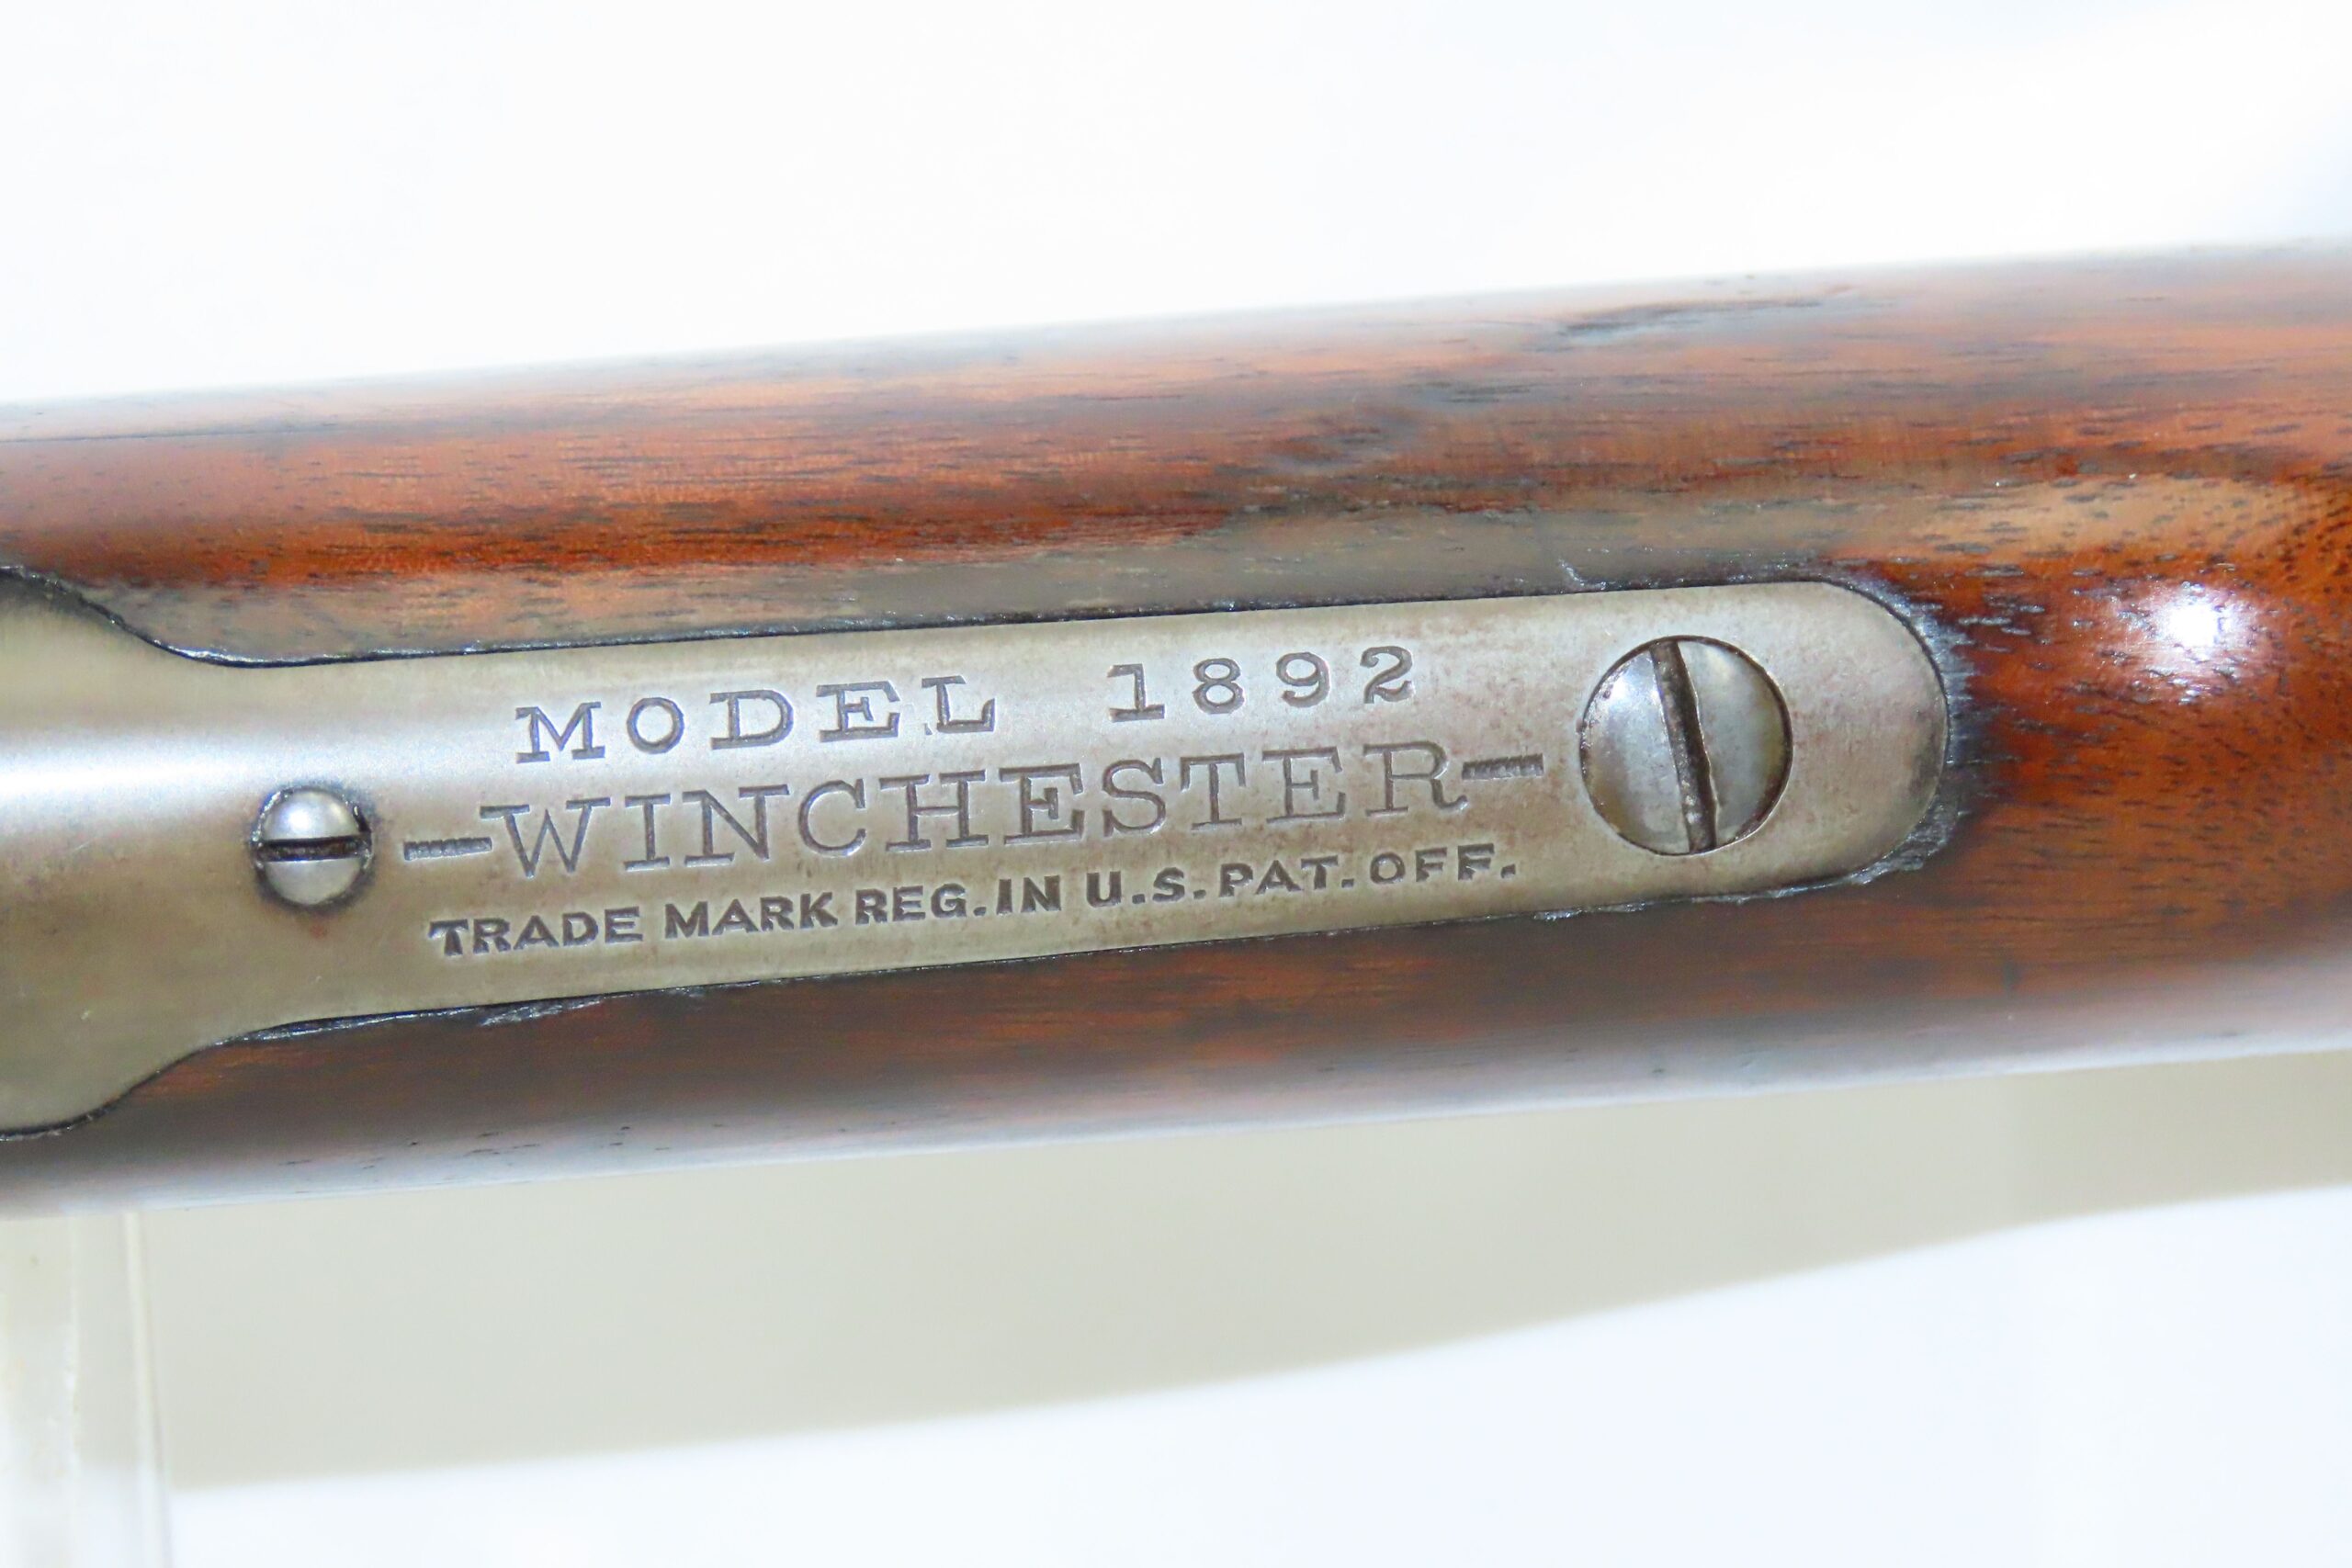 MODEL 1892
-WINCHESTER-
TRADE MARK REG. IN U.S. PAT. OFF.